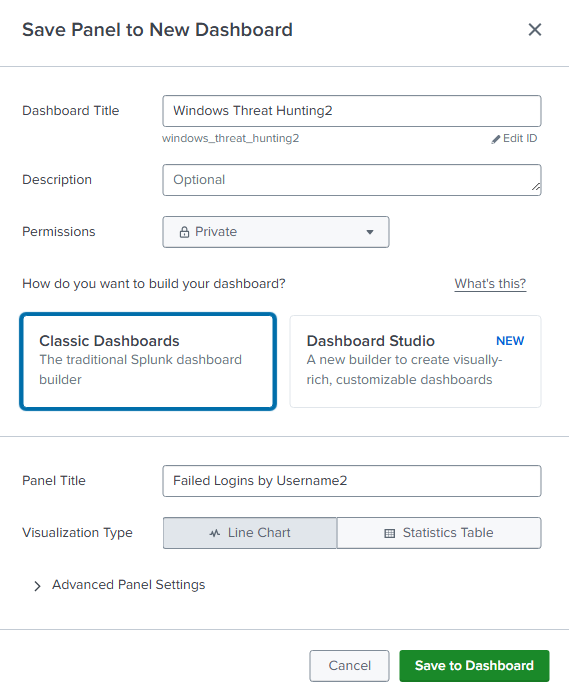 Save Panel to New Dashboard
Dashboard Title
Windows Threat Hunting2
windows_threat_hunting2
Edit ID
Description
Optional
Permissions
Private
How do you want to build your dashboard?
What's this?
Classic Dashboards
The traditional Splunk dashboard
builder
Dashboard Studio
NEW
A new builder to create visually-
rich, customizable dashboards
Panel Title
Failed Logins by Username2
Visualization Type
Line Chart
Statistics Table
Advanced Panel Settings
Cancel
Save to Dashboard